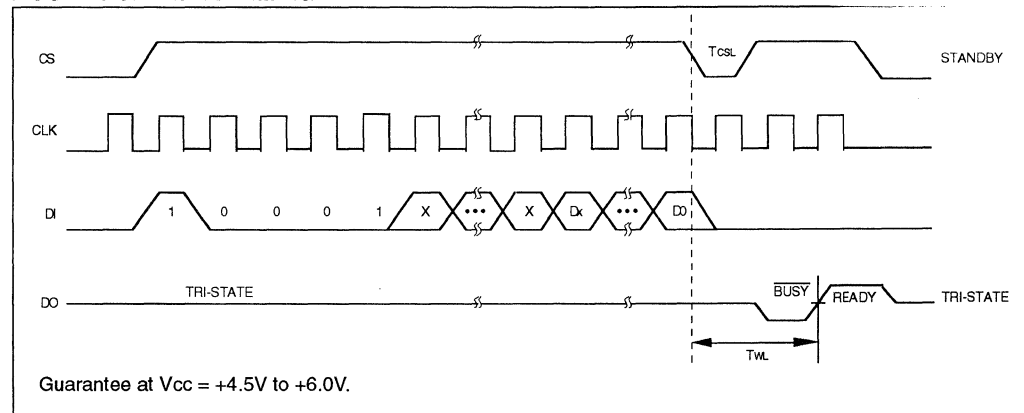 CS
TCSL
STANDBY
CLK
DI
1 0 0 0 1 X ••• X DX ••• D0
DO
TRI-STATE
BUSY
READY
TRI-STATE
TWL
Guarantee at Vcc = +4.5V to +6.0V.